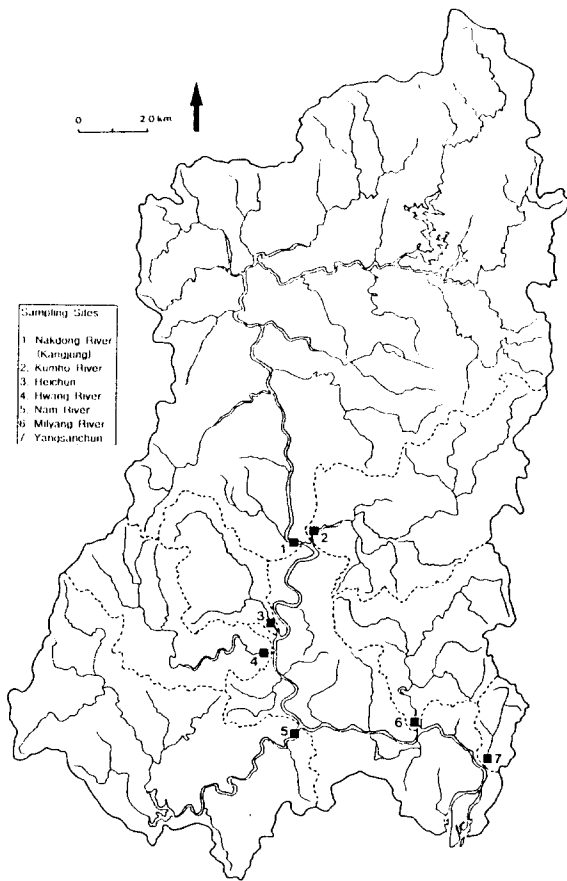 0 20 km
Sampling Sites
1 Nakdong River
(Kangjung)
2. Kumho River
3. Heichun
4. Hwang River
5. Nam River
6 Milyang River
7 Yangsanchun
1
2
3
4
5
6
7